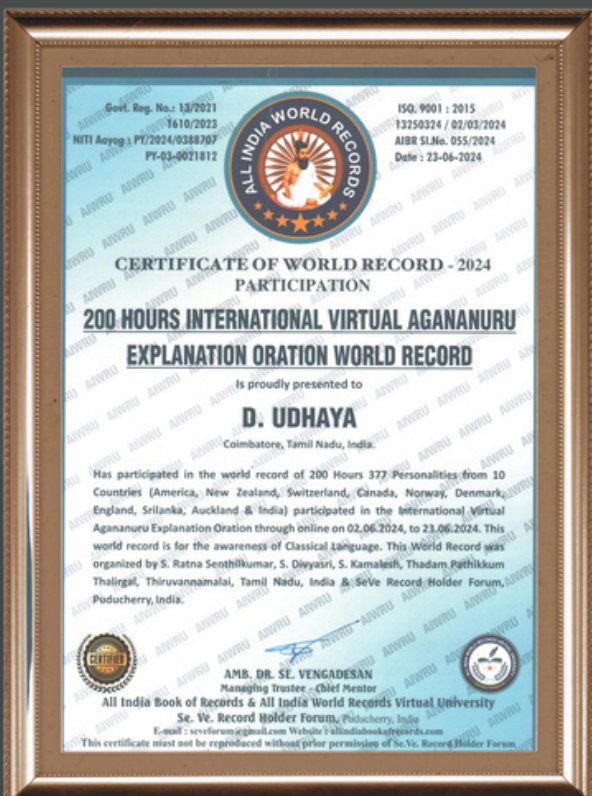 Govt. Reg. No.: 13/2021
1610/2023
NITI Aayog : PY/2024/0388707
PY-03-0021812
ALL INDIA WORLD RECORDS
ISO. 9001 : 2015
13250324 / 02/03/2024
AIBR SI.No. 055/2024
Date : 23-06-2024
CERTIFICATE OF WORLD RECORD - 2024
PARTICIPATION
200 HOURS INTERNATIONAL VIRTUAL AGANANURU
EXPLANATION ORATION WORLD RECORD
Is proudly presented to
D. UDHAYA
Coimbatore, Tamil Nadu, India.
Has participated in the world record of 200 Hours 377 Personalities from 10
Countries (America, New Zealand, Switzerland, Canada, Norway, Denmark,
England, Srilanka, Auckland & India) participated in the International Virtual
Agananuru Explanation Oration through online on 02.06.2024, to 23.06.2024. This
world record is for the awareness of Classical Language. This World Record was
organized by S. Ratna Senthilkumar, S. Divyasri, S. Kamalesh, Thadam Pathikkum
Thalirgal, Thiruvannamalai, Tamil Nadu, India & SeVe Record Holder Forum,
Puducherry, India.
CERTIFIED
AMB. DR. SE. VENGADESAN
Managing Trustee - Chief Mentor
All India Book of Records & All India World Records Virtual University
Se. Ve. Record Holder Forum, Puducherry, India
E-mail : seveforum@gmail.com Website : allindiabookofrecords.com
This certificate must not be reproduced without prior permission of Se.Ve. Record Holder Forum
AIWRU